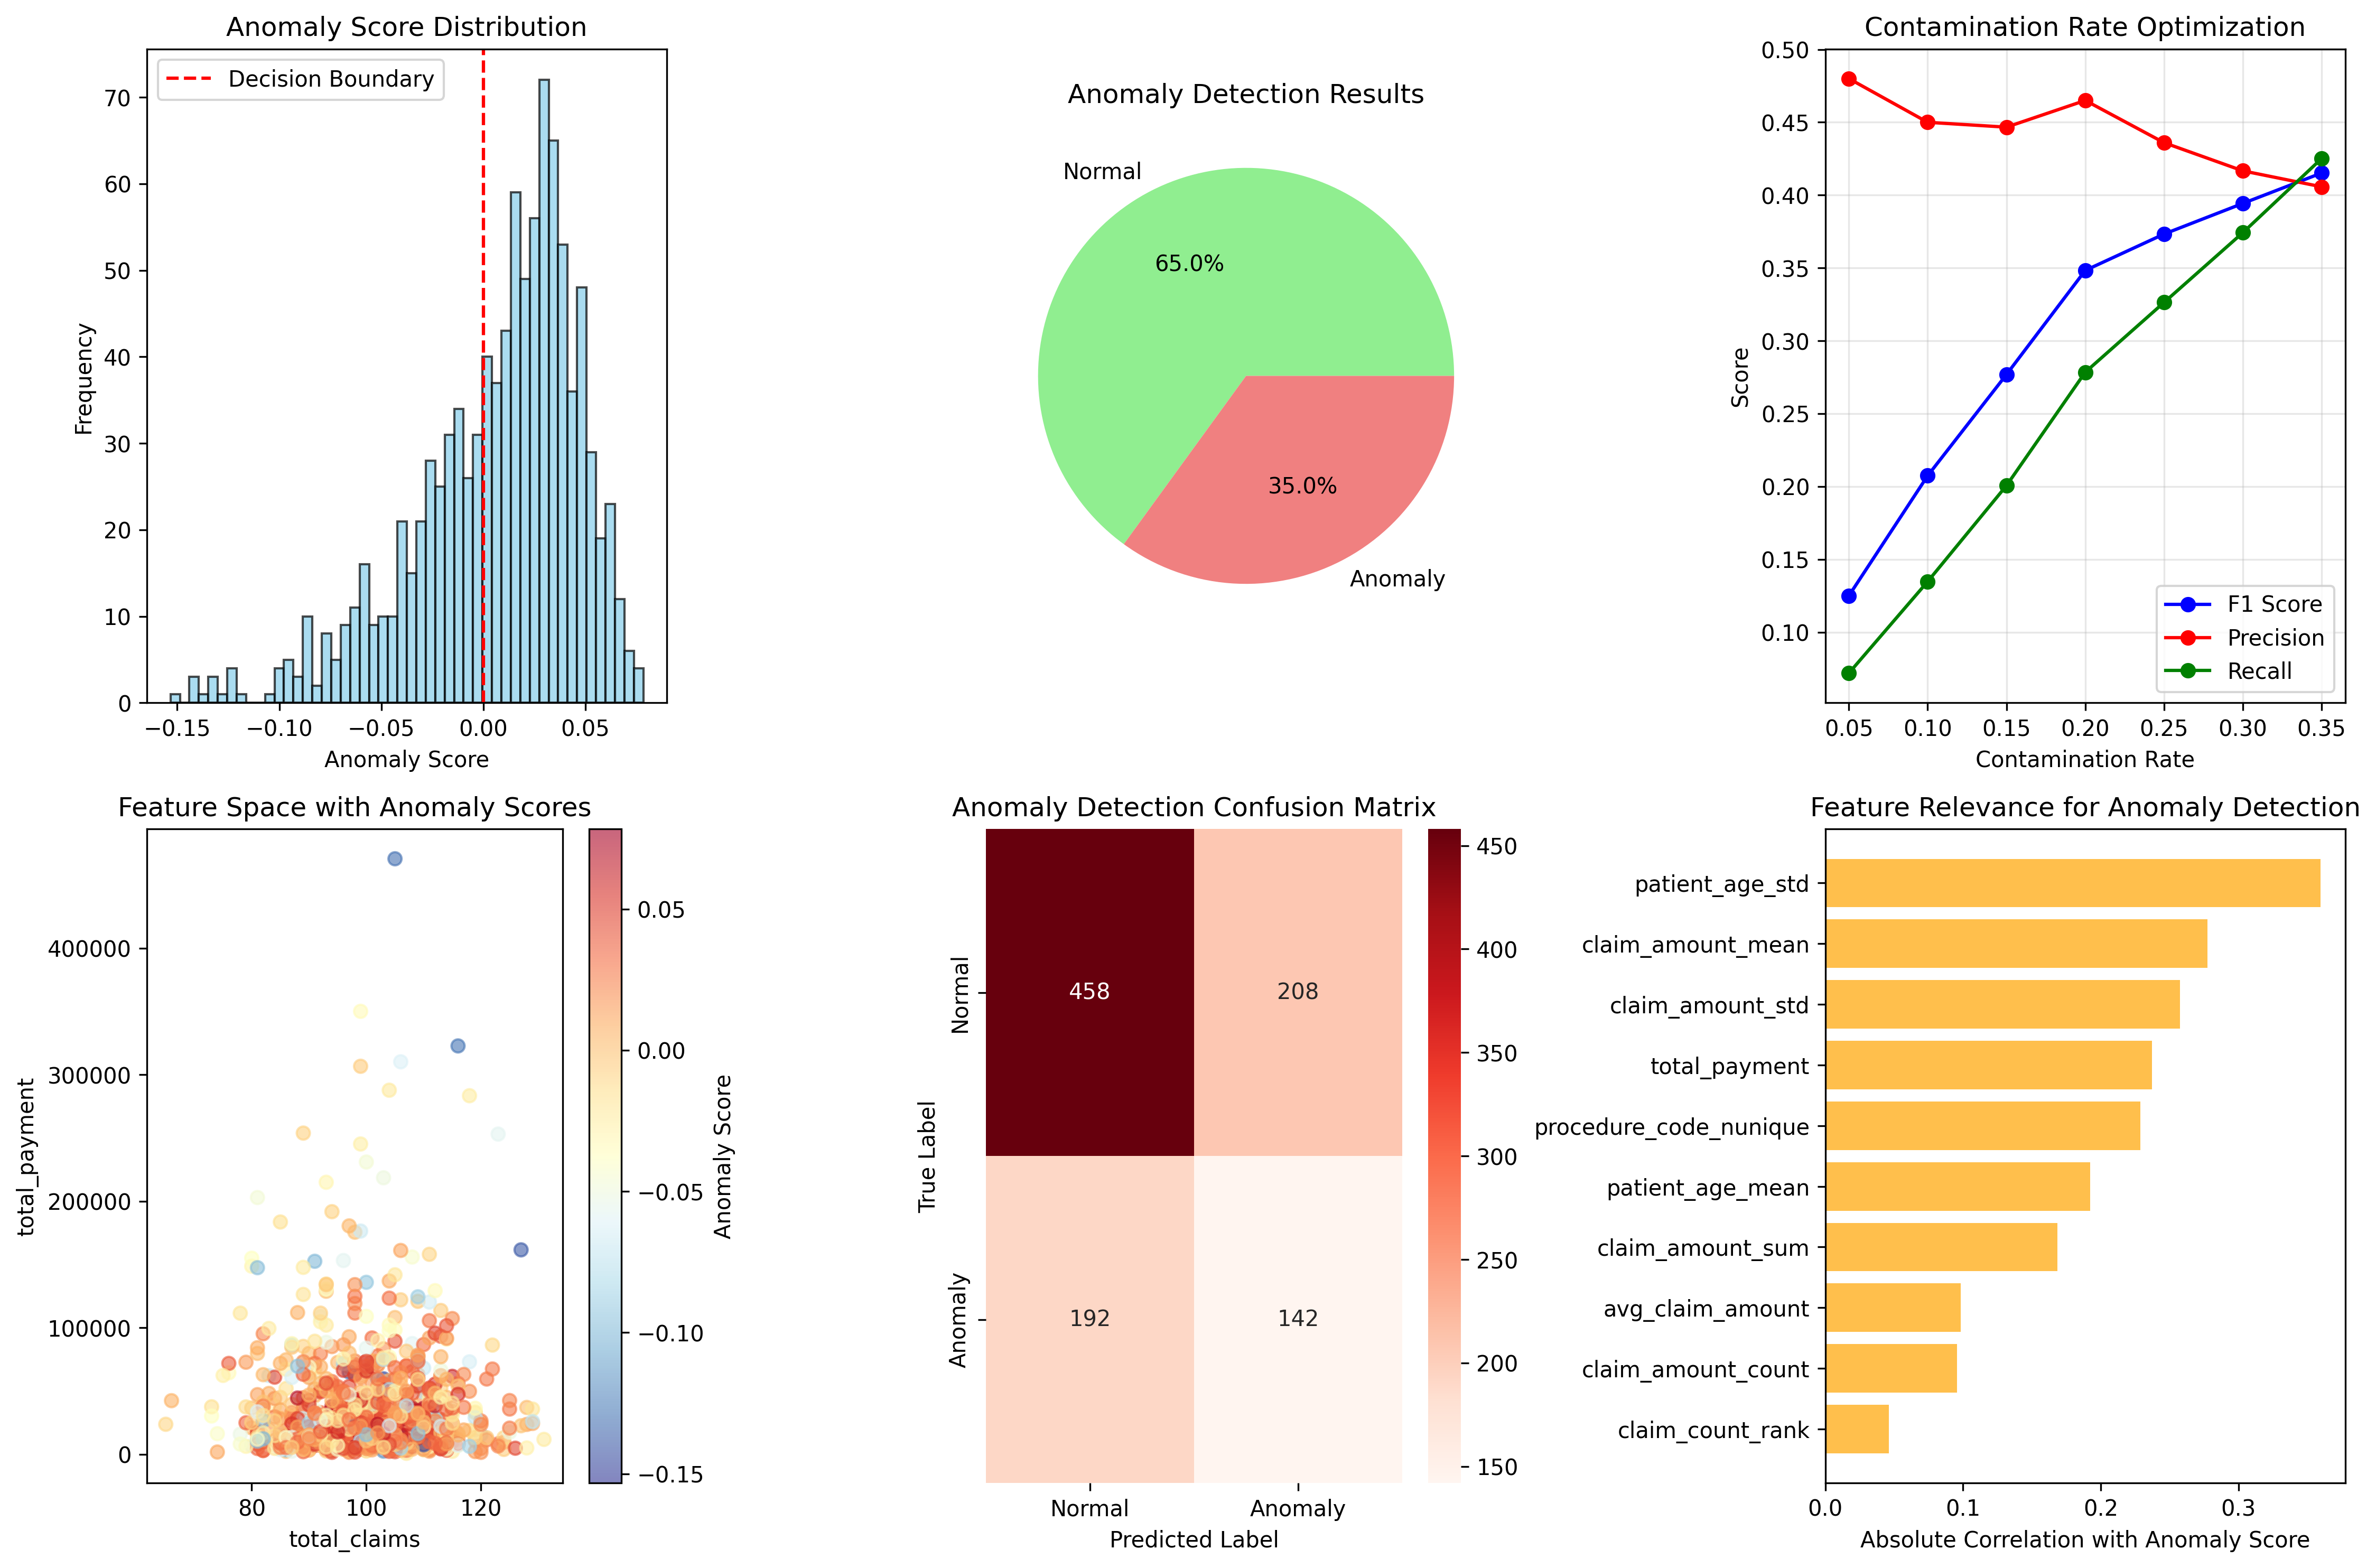 Anomaly Score Distribution
Decision Boundary
70
60
50
40
30
20
10
0
Frequency
−0.15
−0.10
−0.05
0.00
0.05
Anomaly Score
Anomaly Detection Results
Normal
65.0%
35.0%
Anomaly
Contamination Rate Optimization
0.50
0.45
0.40
0.35
0.30
0.25
0.20
0.15
0.10
Score
F1 Score
Precision
Recall
0.05
0.10
0.15
0.20
0.25
0.30
0.35
Contamination Rate
Feature Space with Anomaly Scores
400000
300000
200000
100000
0
total_payment
80
100
120
total_claims
0.05
0.00
−0.05
−0.10
−0.15
Anomaly Score
Anomaly Detection Confusion Matrix
True Label
Normal
Anomaly
458
208
192
142
Normal
Anomaly
Predicted Label
450
400
350
300
250
200
150
Feature Relevance for Anomaly Detection
patient_age_std
claim_amount_mean
claim_amount_std
total_payment
procedure_code_nunique
patient_age_mean
claim_amount_sum
avg_claim_amount
claim_amount_count
claim_count_rank
0.0
0.1
0.2
0.3
Absolute Correlation with Anomaly Score